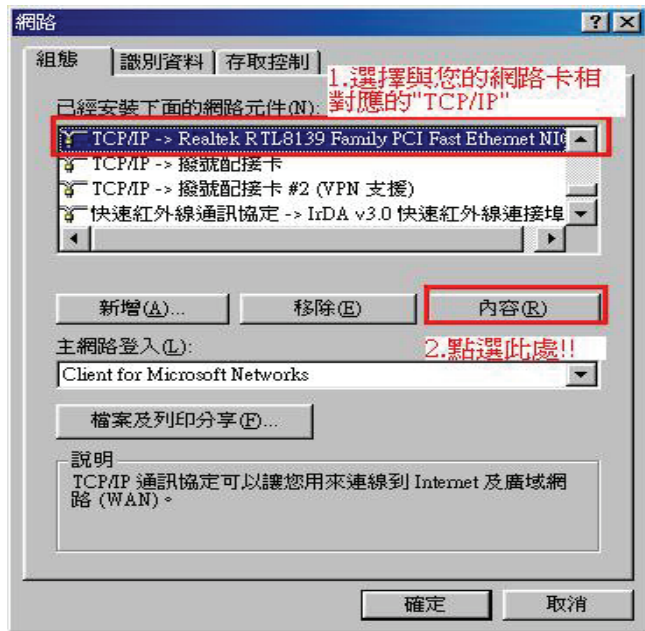 網路
組態 識別資料 存取控制
1.選擇與您的網路卡相
對應的"TCP/IP"
已經安裝下面的網路元件(N):
TCP/IP -> Realtek RTL8139 Family PCI Fast Ethernet NIC
TCP/IP -> 撥號配接卡
TCP/IP -> 撥號配接卡 #2 (VPN 支援)
快速紅外線通訊協定 -> IrDA v3.0 快速紅外線連接埠
新增(A)... 移除(E) 內容(R)
主網路登入(L):
2.點選此處!!
Client for Microsoft Networks
檔案及列印分享(F)...
說明
TCP/IP 通訊協定可以讓您用來連線到 Internet 及廣域網
路 (WAN)。
確定 取消